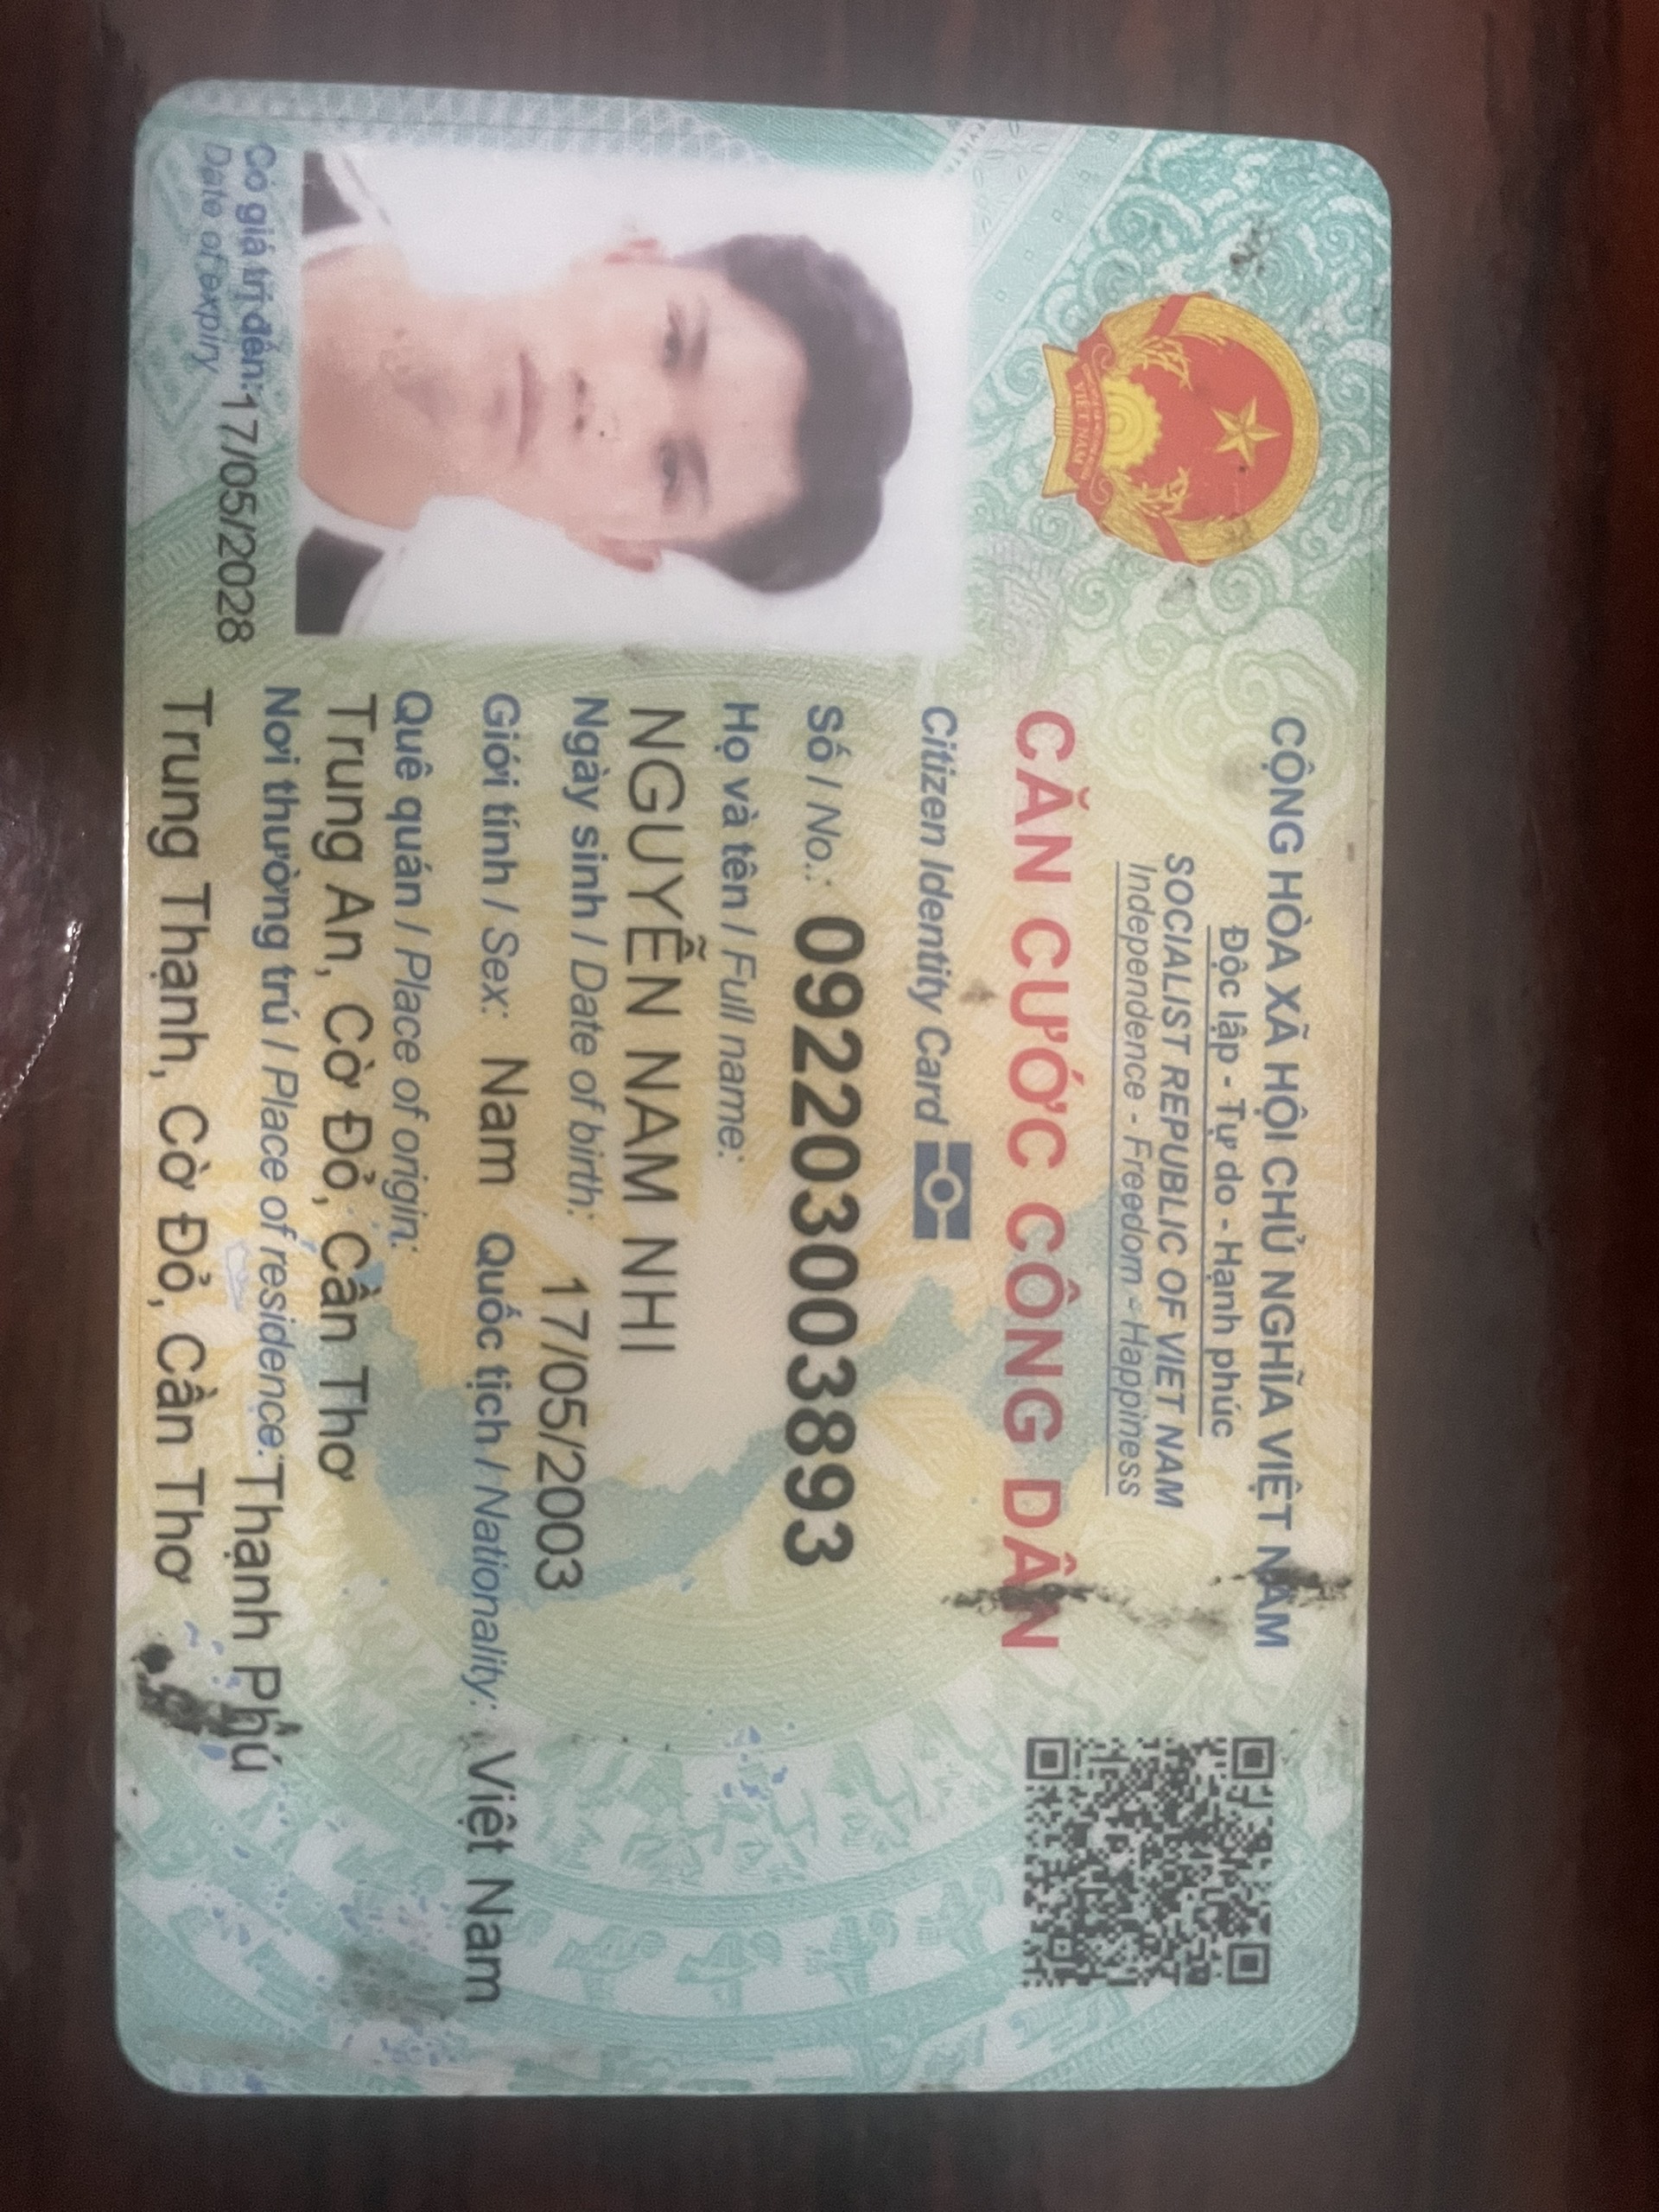 CỘNG HÒA XÃ HỘI CHỦ NGHĨA VIỆT NAM
Độc lập - Tự do - Hạnh phúc
SOCIALIST REPUBLIC OF VIET NAM
Independence - Freedom - Happiness
CĂN CƯỚC CÔNG DÂN
Citizen Identity Card
Số / No.: 092203003893
Họ và tên / Full name:
NGUYỄN NAM NHI
Ngày sinh / Date of birth: 17/05/2003
Giới tính / Sex: Nam Quốc tịch / Nationality: Việt Nam
Quê quán / Place of origin:
Trung An, Cờ Đỏ, Cần Thơ
Nơi thường trú / Place of residence: Thạnh Phú
Trung Thạnh, Cờ Đỏ, Cần Thơ
Có giá trị đến: 17/05/2028
Date of expiry
VIỆT NAM